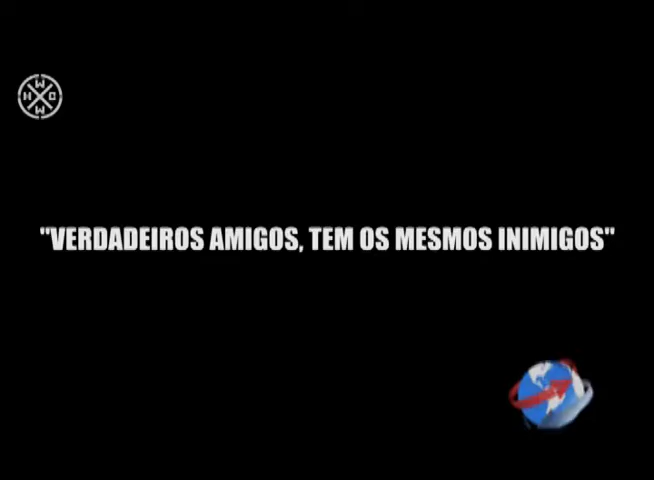 W
H O
W
"VERDADEIROS AMIGOS, TEM OS MESMOS INIMIGOS"